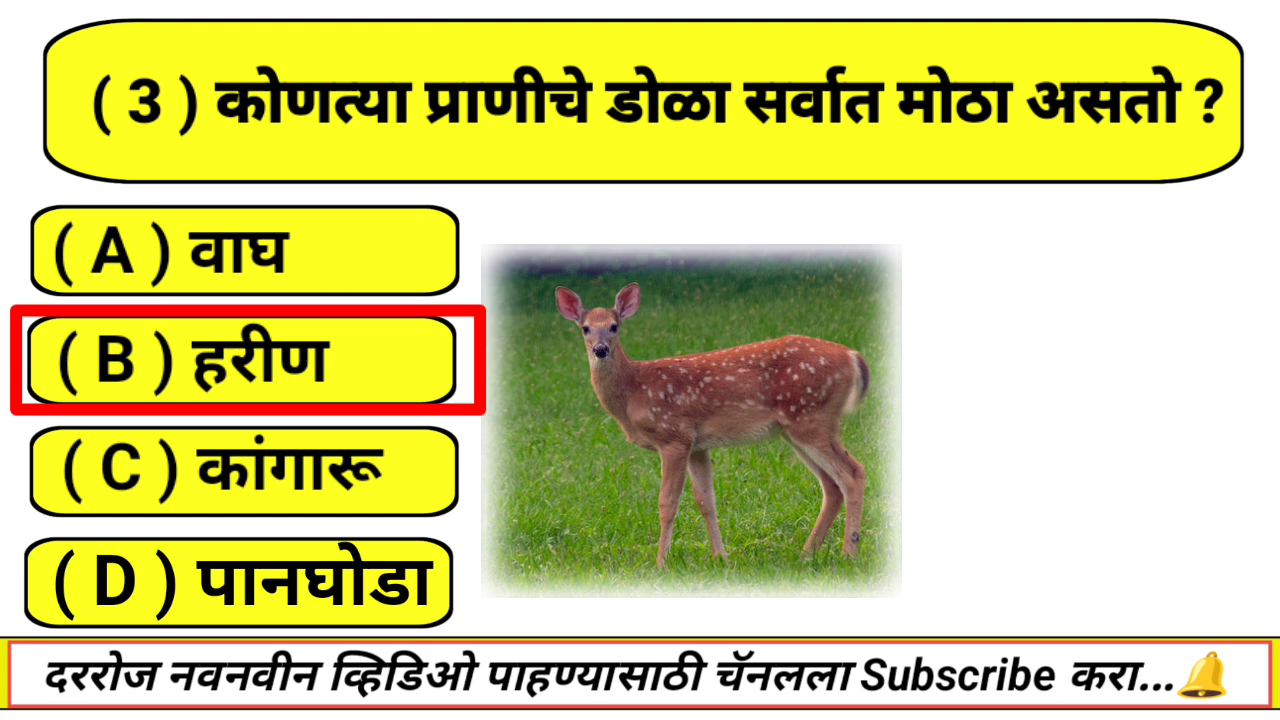 ( 3 ) कोणत्या प्राणीचे डोळा सर्वात मोठा असतो ?
( A ) वाघ
( B ) हरीण
( C ) कांगारू
( D ) पानघोडा
दररोज नवनवीन व्हिडिओ पाहण्यासाठी चॅनलला Subscribe करा...🔔